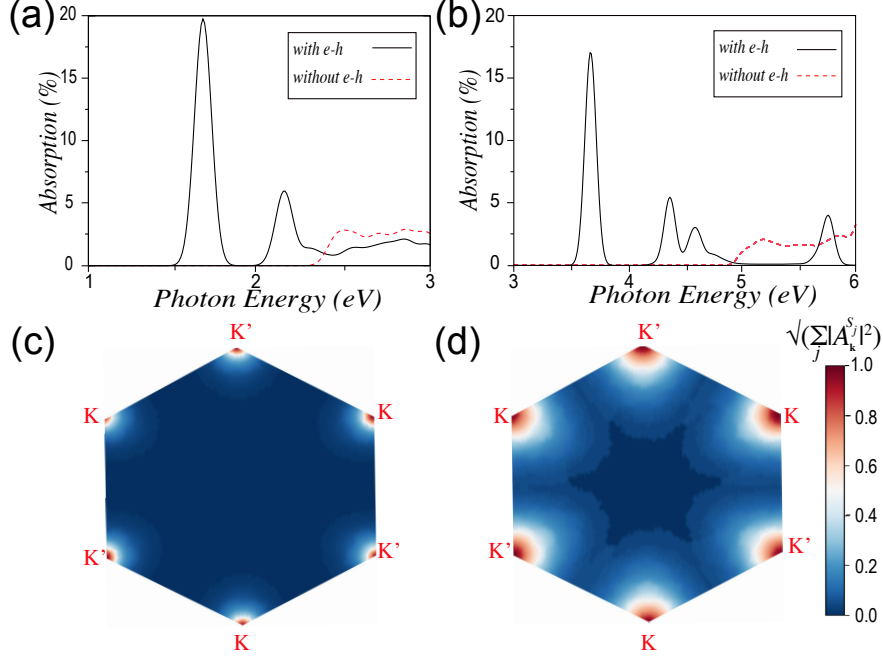 (a)
20
15
10
5
0
Absorption (%)
with e-h
without e-h
1
2
3
Photon Energy (eV)
(b)
20
15
10
5
0
Absorption (%)
with e-h
without e-h
3
4
5
6
Photon Energy (eV)
(c)
K'
K
K
K'
K'
K
(d)
K'
K
K
K'
K'
K
√(∑|A_k^{S_j}|²)
j
1.0
0.8
0.6
0.4
0.2
0.0